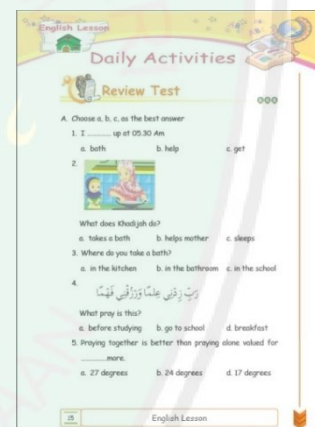 English Lesson
Daily Activities
Review Test
A. Choose a, b, c, as the best answer
1. I ............ up at 05.30 Am
a. bath b. help c. get
2.
What does Khadijah do?
a. takes a bath b. helps mother c. sleeps
3. Where do you take a bath?
a. in the kitchen b. in the bathroom c. in the school
4.
رَبِّ زِدْنِي عِلْمًا وَرْزُقْنِي فَهْمًا
What pray is this?
a. before studying b. go to school d. breakfast
5. Praying together is better than praying alone valued for
............more.
a. 27 degrees b. 24 degrees d. 17 degrees
15 English Lesson